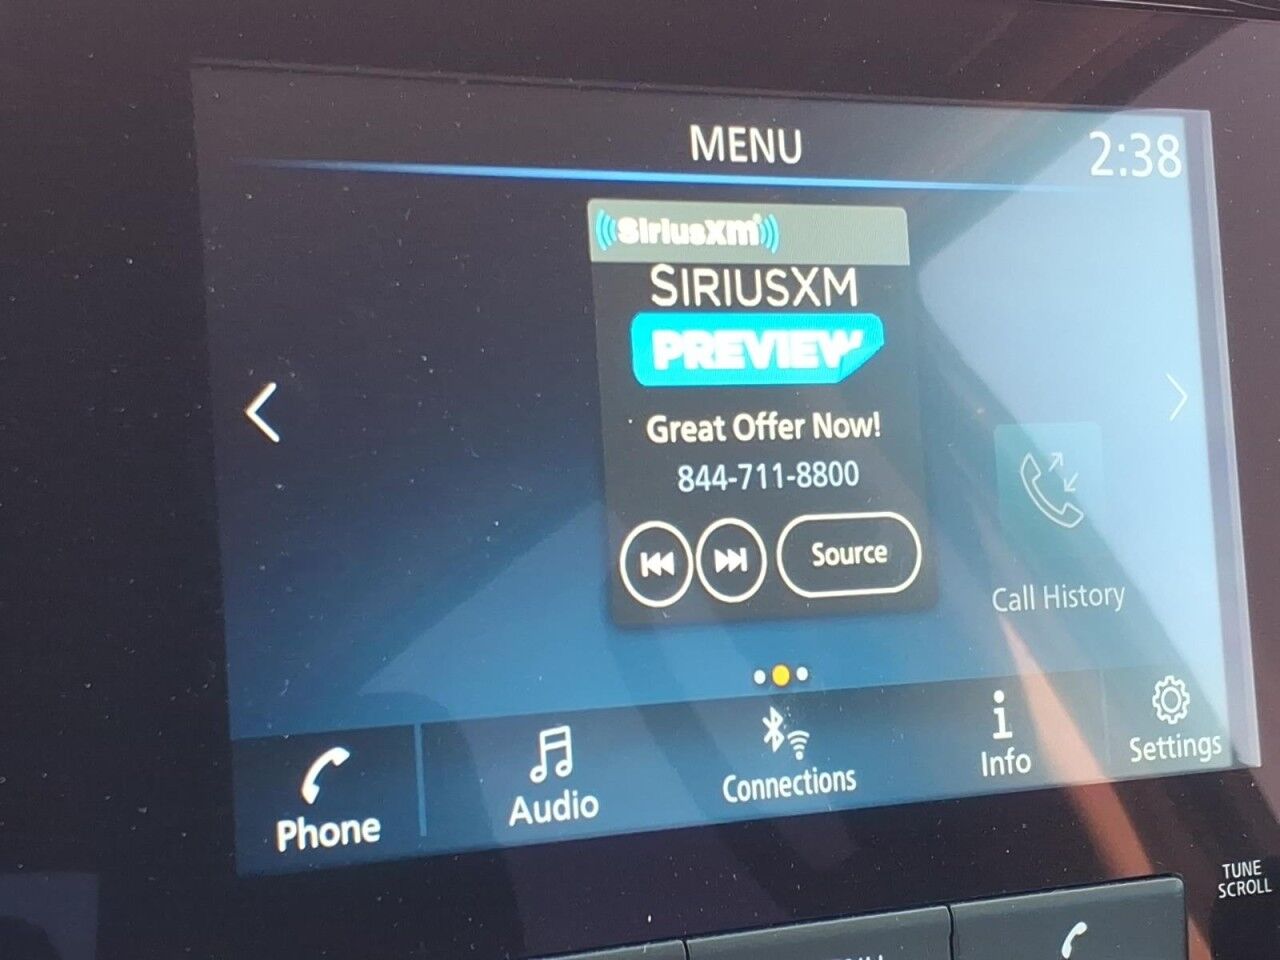 MENU
2:38
SiriusXM
SIRIUSXM
PREVIEW
Great Offer Now!
844-711-8800
Source
Call History
Phone
Audio
Connections
Info
Settings
TUNE
SCROLL